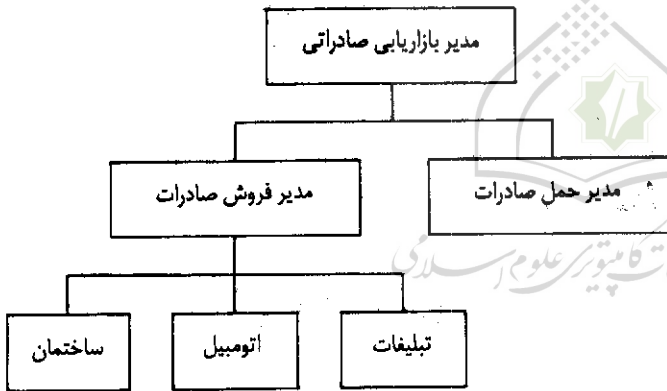 مدیر بازاریابی صادراتی
مدیر حمل صادرات
مدیر فروش صادرات
تبلیغات
اتومبیل
ساختمان